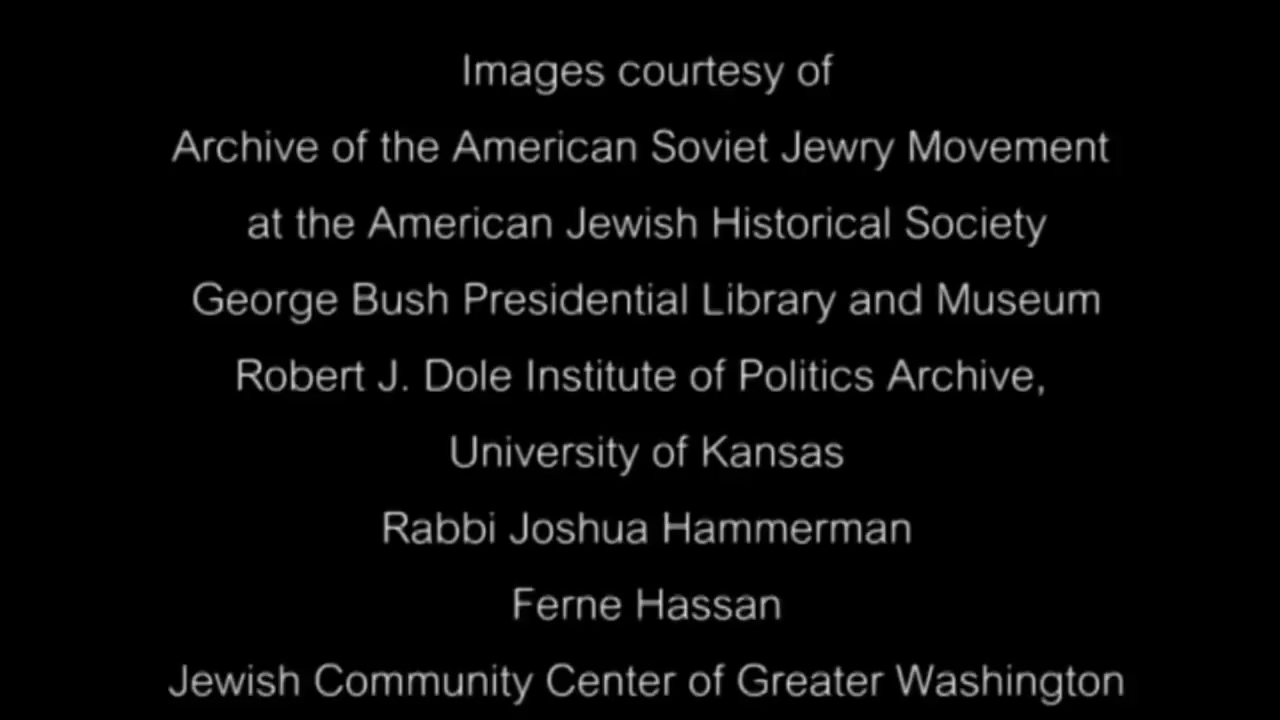 Images courtesy of
Archive of the American Soviet Jewry Movement
at the American Jewish Historical Society
George Bush Presidential Library and Museum
Robert J. Dole Institute of Politics Archive,
University of Kansas
Rabbi Joshua Hammerman
Ferne Hassan
Jewish Community Center of Greater Washington